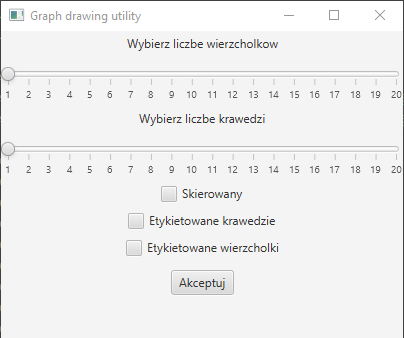 Graph drawing utility
Wybierz liczbe wierzcholkow
1 2 3 4 5 6 7 8 9 10 11 12 13 14 15 16 17 18 19 20
Wybierz liczbe krawedzi
1 2 3 4 5 6 7 8 9 10 11 12 13 14 15 16 17 18 19 20
Skierowany
Etykietowane krawedzie
Etykietowane wierzcholki
Akceptuj